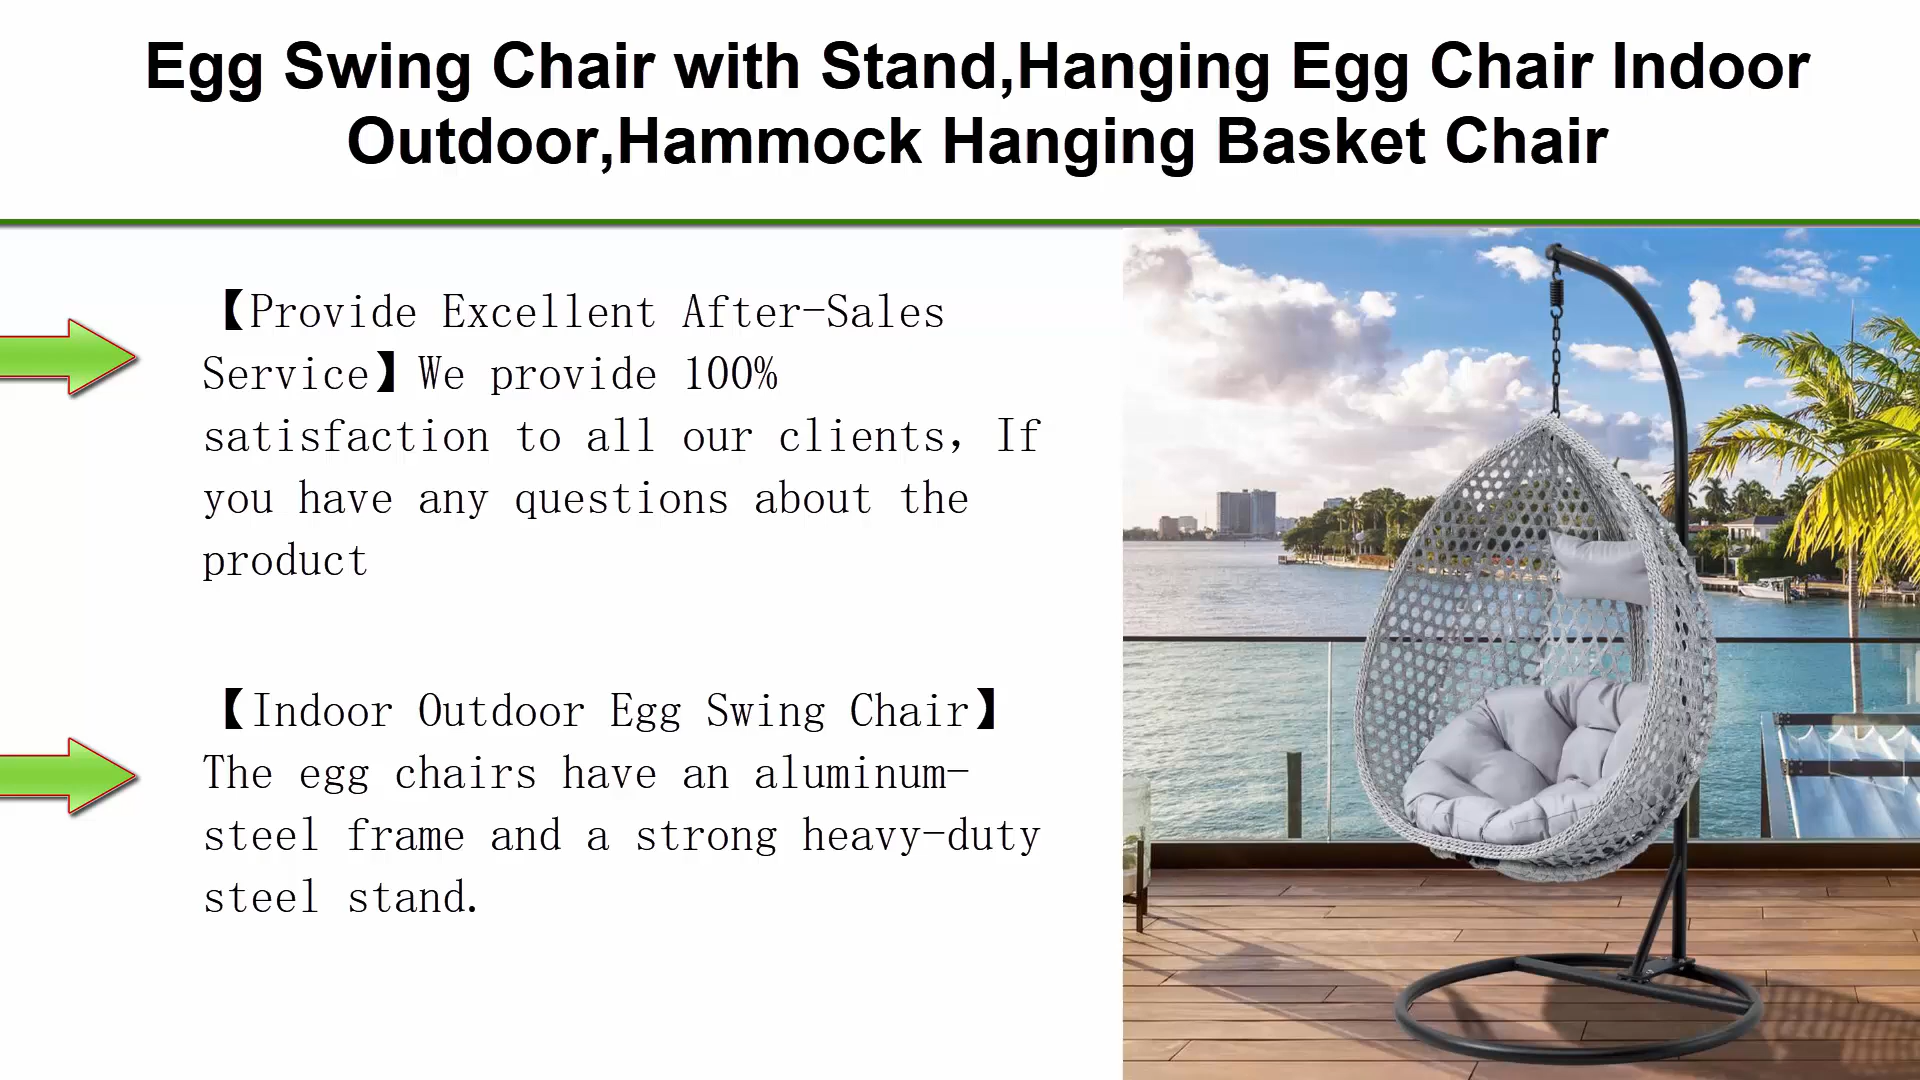 Egg Swing Chair with Stand,Hanging Egg Chair Indoor
Outdoor,Hammock Hanging Basket Chair
【Provide Excellent After-Sales
Service】We provide 100%
satisfaction to all our clients，If
you have any questions about the
product
【Indoor Outdoor Egg Swing Chair】
The egg chairs have an aluminum-
steel frame and a strong heavy-duty
steel stand.